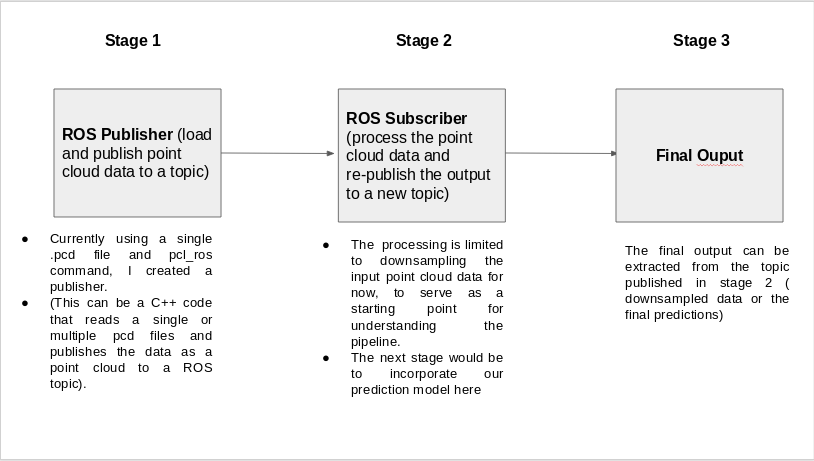 Stage 1
Stage 2
Stage 3
ROS Publisher (load
and publish point
cloud data to a topic)
ROS Subscriber
(process the point
cloud data and
re-publish the output
to a new topic)
Final Ouput
● Currently using a single
.pcd file and pcl_ros
command, I created a
publisher.
● (This can be a C++ code
that reads a single or
multiple pcd files and
publishes the data as a
point cloud to a ROS
topic).
● The processing is limited
to downsampling the
input point cloud data for
now, to serve as a
starting point for
understanding the
pipeline.
● The next stage would be
to incorporate our
prediction model here
The final output can be
extracted from the topic
published in stage 2 (
downsampled data or the
final predictions)